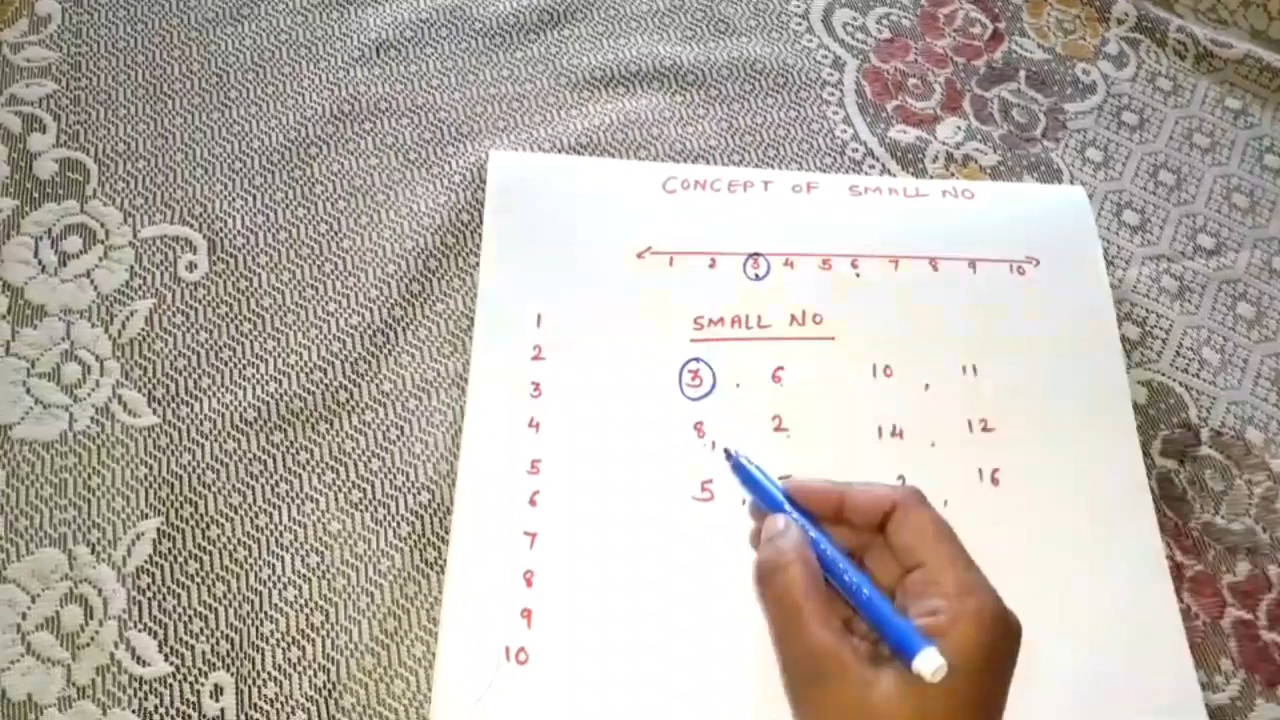 CONCEPT OF SMALL NO
1 2 3 4 5 6 7 8 9 10
SMALL NO
1
2
3
4
5
6
7
8
9
10
3 , 6 10 , 11
8 , 2 14 , 12
5 , , 16